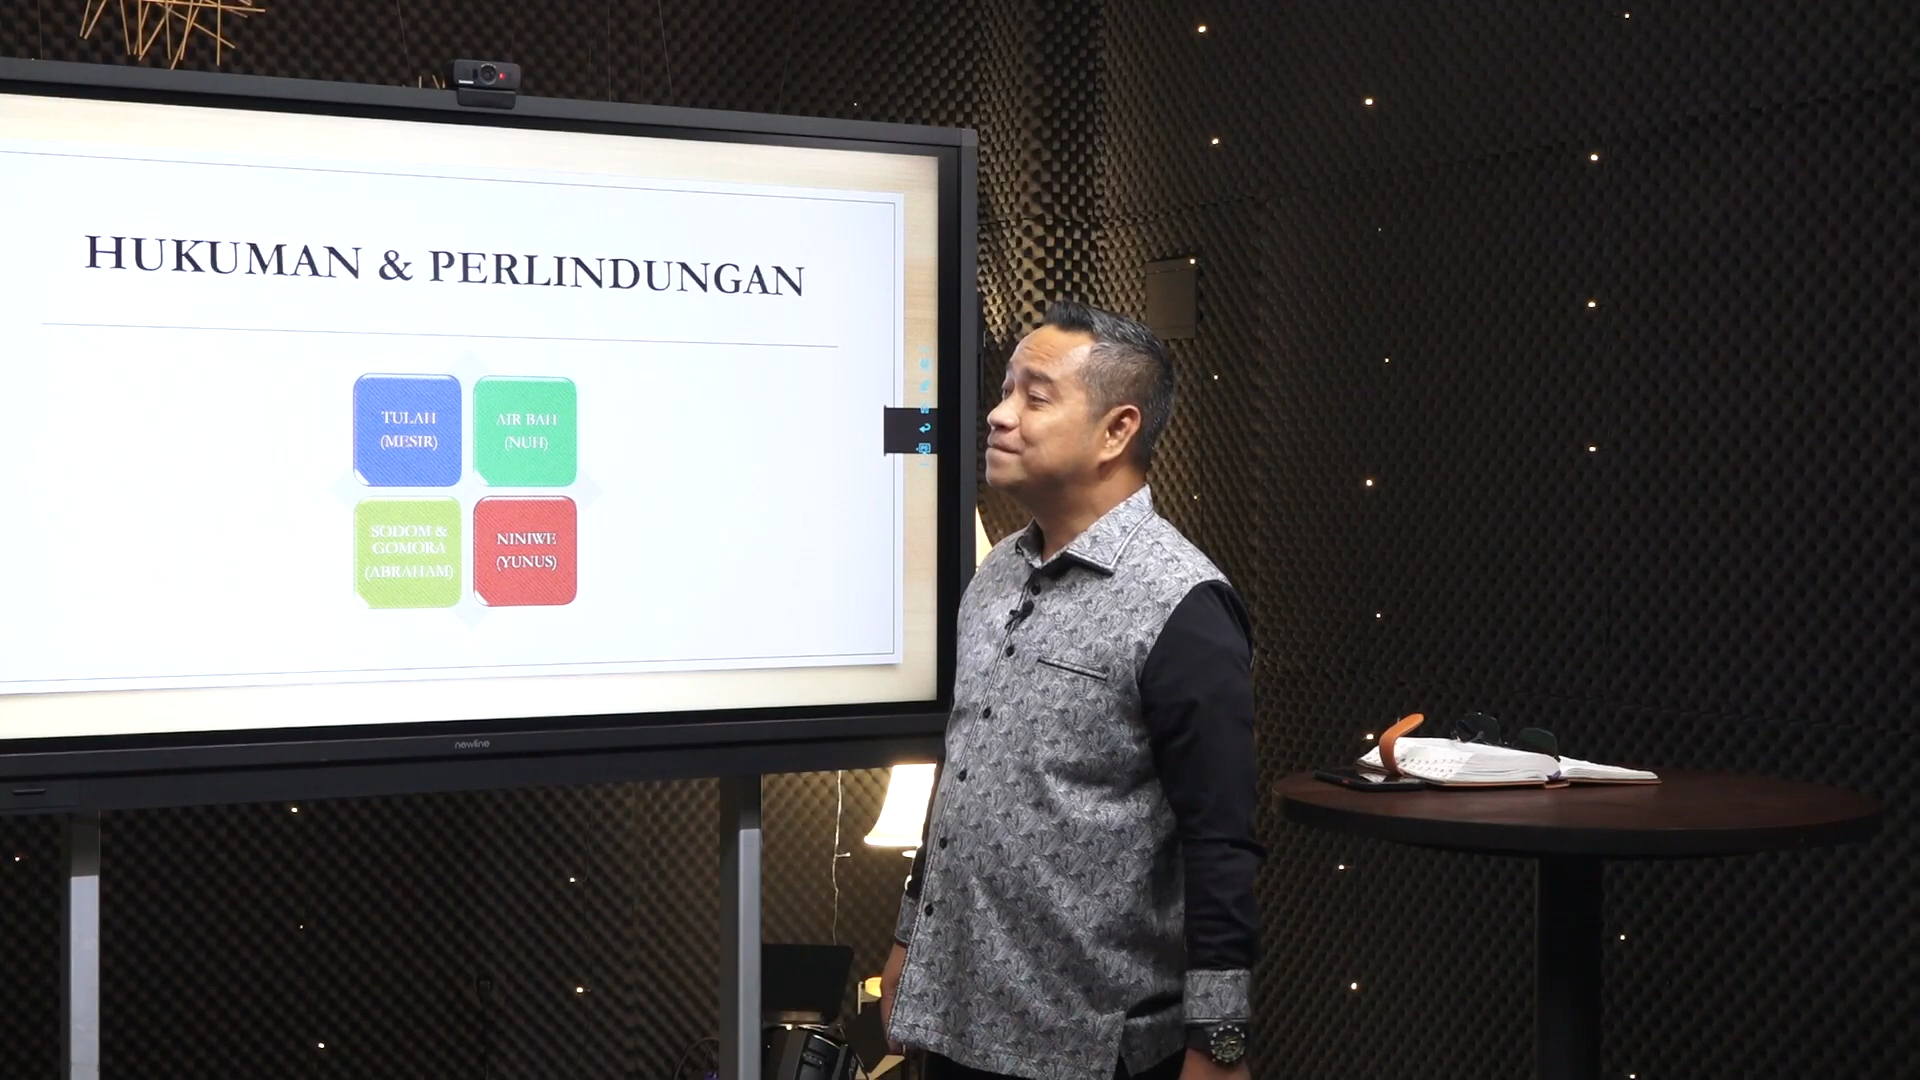 HUKUMAN & PERLINDUNGAN
TULAH
(MESIR)
AIR BAH
(NUH)
SODOM &
GOMORA
(ABRAHAM)
NINIWE
(YUNUS)
newline